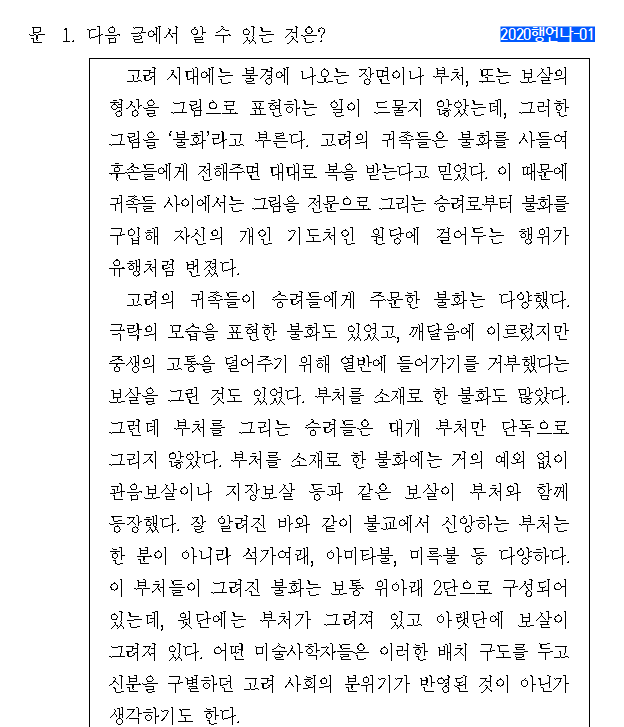 문 1. 다음 글에서 알 수 있는 것은? 2020행언나-01
고려 시대에는 불경에 나오는 장면이나 부처, 또는 보살의
형상을 그림으로 표현하는 일이 드물지 않았는데, 그러한
그림을 ‘불화’라고 부른다. 고려의 귀족들은 불화를 사들여
후손들에게 전해주면 대대로 복을 받는다고 믿었다. 이 때문에
귀족들 사이에서는 그림을 전문으로 그리는 승려로부터 불화를
구입해 자신의 개인 기도처인 원당에 걸어두는 행위가
유행처럼 번졌다.
고려의 귀족들이 승려들에게 주문한 불화는 다양했다.
극락의 모습을 표현한 불화도 있었고, 깨달음에 이르렀지만
중생의 고통을 덜어주기 위해 열반에 들어가기를 거부했다는
보살을 그린 것도 있었다. 부처를 소재로 한 불화도 많았다.
그런데 부처를 그리는 승려들은 대개 부처만 단독으로
그리지 않았다. 부처를 소재로 한 불화에는 거의 예외 없이
관음보살이나 지장보살 등과 같은 보살이 부처와 함께
등장했다. 잘 알려진 바와 같이 불교에서 신앙하는 부처는
한 분이 아니라 석가여래, 아미타불, 미륵불 등 다양하다.
이 부처들이 그려진 불화는 보통 위아래 2단으로 구성되어
있는데, 윗단에는 부처가 그려져 있고 아랫단에 보살이
그려져 있다. 어떤 미술사학자들은 이러한 배치 구도를 두고
신분을 구별하던 고려 사회의 분위기가 반영된 것이 아닌가
생각하기도 한다.